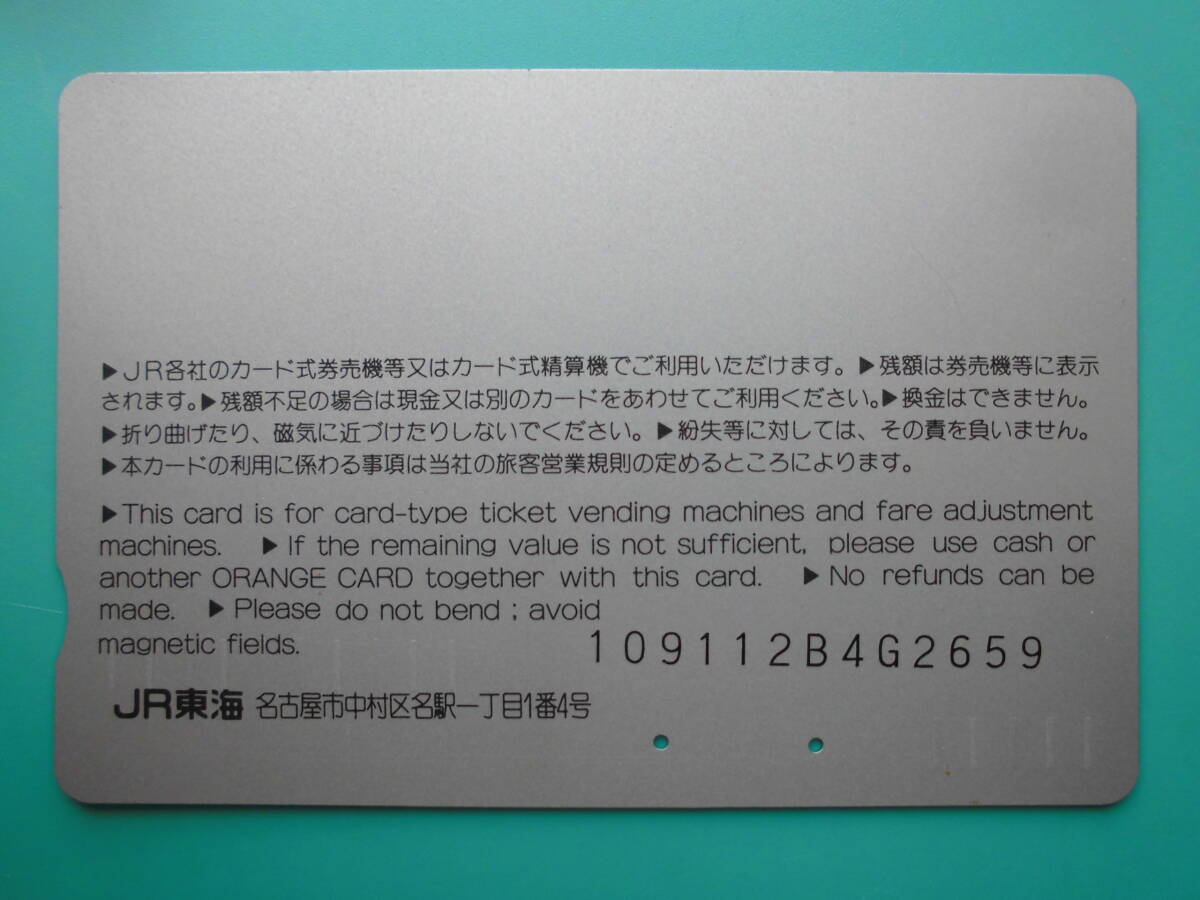 ▶JR各社のカード式券売機等又はカード式精算機でご利用いただけます。▶残額は券売機等に表示
されます。▶残額不足の場合は現金又は別のカードをあわせてご利用ください。▶換金はできません。
▶折り曲げたり、磁気に近づけたりしないでください。▶紛失等に対しては、その責を負いません。
▶本カードの利用に係わる事項は当社の旅客営業規則の定めるところによります。
▶This card is for card-type ticket vending machines and fare adjustment
machines. ▶If the remaining value is not sufficient, please use cash or
another ORANGE CARD together with this card. ▶No refunds can be
made. ▶Please do not bend ; avoid
magnetic fields.
109112B4G2659
JR東海 名古屋市中村区名駅一丁目1番4号